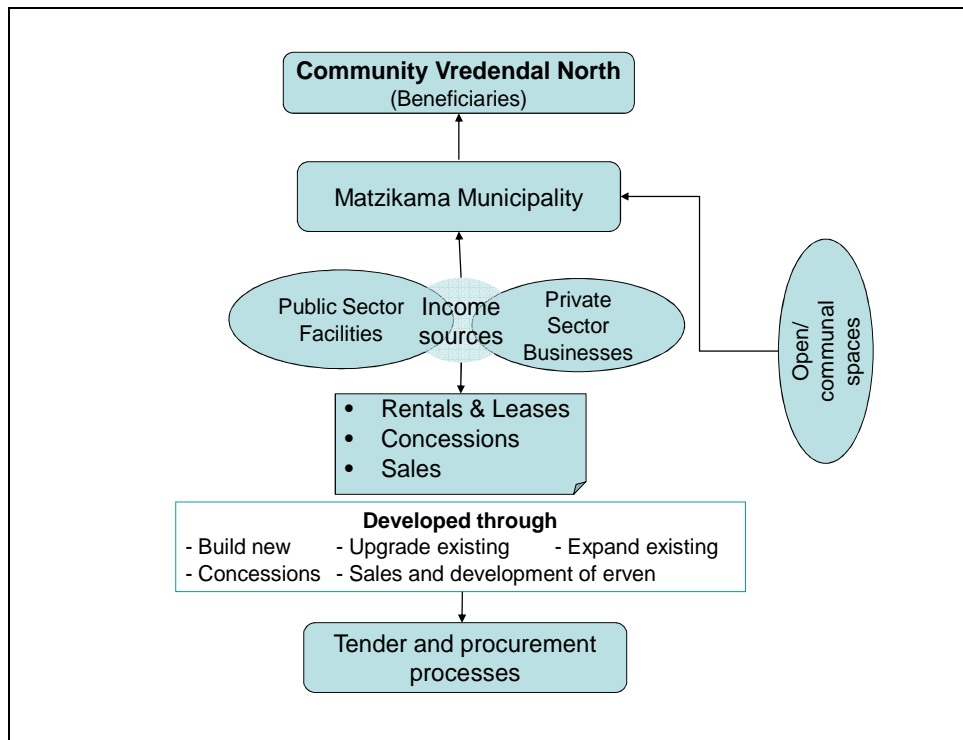 Community Vredendal North
(Beneficiaries)
Matzikama Municipality
Public Sector
Facilities
Income
sources
Private
Sector
Businesses
Open/
communal
spaces
• Rentals & Leases
• Concessions
• Sales
Developed through
- Build new - Upgrade existing - Expand existing
- Concessions - Sales and development of erven
Tender and procurement
processes